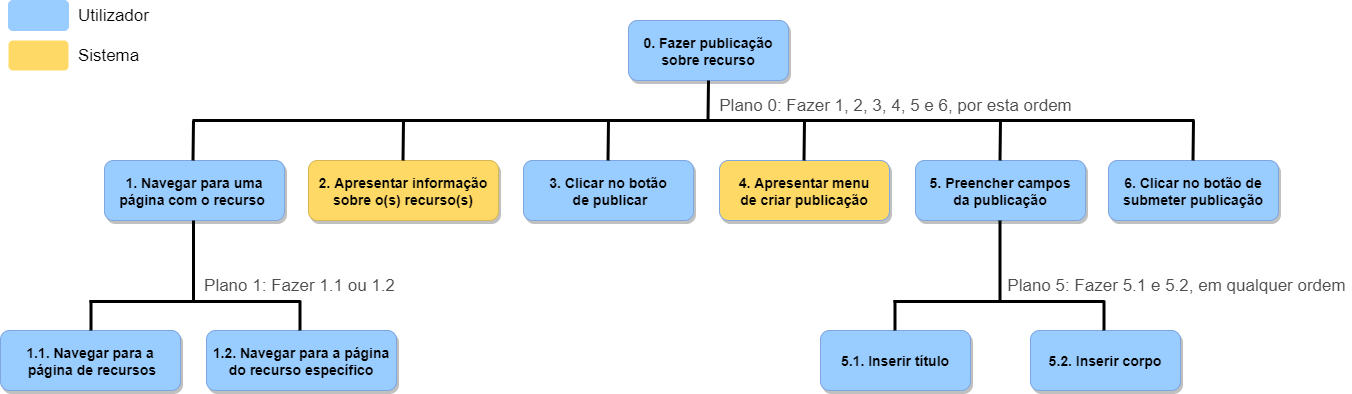 Utilizador
Sistema
0. Fazer publicação
sobre recurso
Plano 0: Fazer 1, 2, 3, 4, 5 e 6, por esta ordem
1. Navegar para uma
página com o recurso
2. Apresentar informação
sobre o(s) recurso(s)
3. Clicar no botão
de publicar
4. Apresentar menu
de criar publicação
5. Preencher campos
da publicação
6. Clicar no botão de
submeter publicação
Plano 1: Fazer 1.1 ou 1.2
Plano 5: Fazer 5.1 e 5.2, em qualquer ordem
1.1. Navegar para a
página de recursos
1.2. Navegar para a página
do recurso específico
5.1. Inserir título
5.2. Inserir corpo